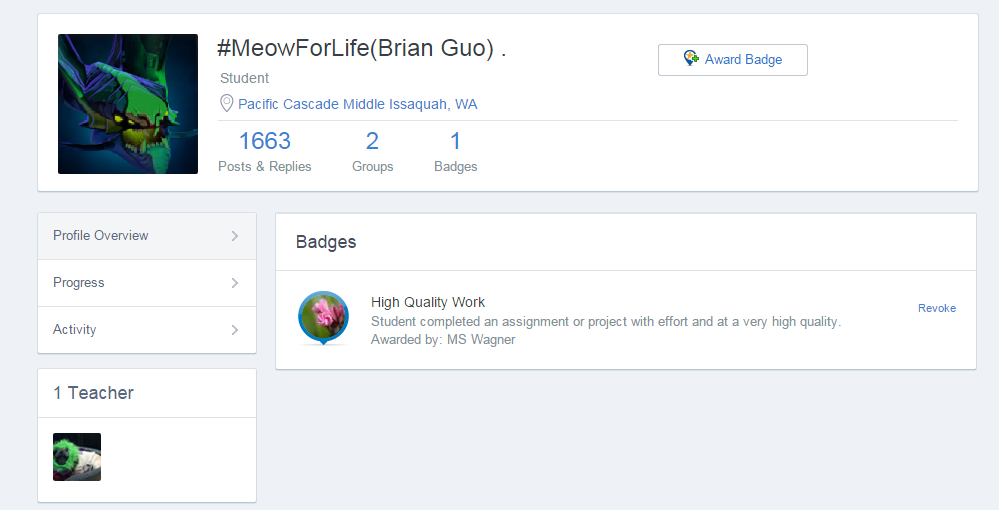 #MeowForLife(Brian Guo) .
Award Badge
Student
Pacific Cascade Middle Issaquah, WA
1663 2 1
Posts & Replies Groups Badges
Profile Overview
Progress
Activity
1 Teacher
Badges
High Quality Work
Revoke
Student completed an assignment or project with effort and at a very high quality.
Awarded by: MS Wagner